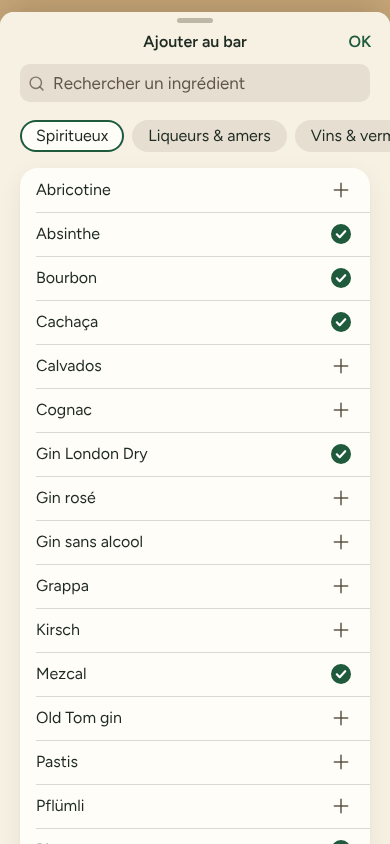 Ajouter au bar
OK
Rechercher un ingrédient
Spiritueux
Liqueurs & amers
Vins &
Abricotine
Absinthe
Bourbon
Cachaça
Calvados
Cognac
Gin London Dry
Gin rosé
Gin sans alcool
Grappa
Kirsch
Mezcal
Old Tom gin
Pastis
Pflümli